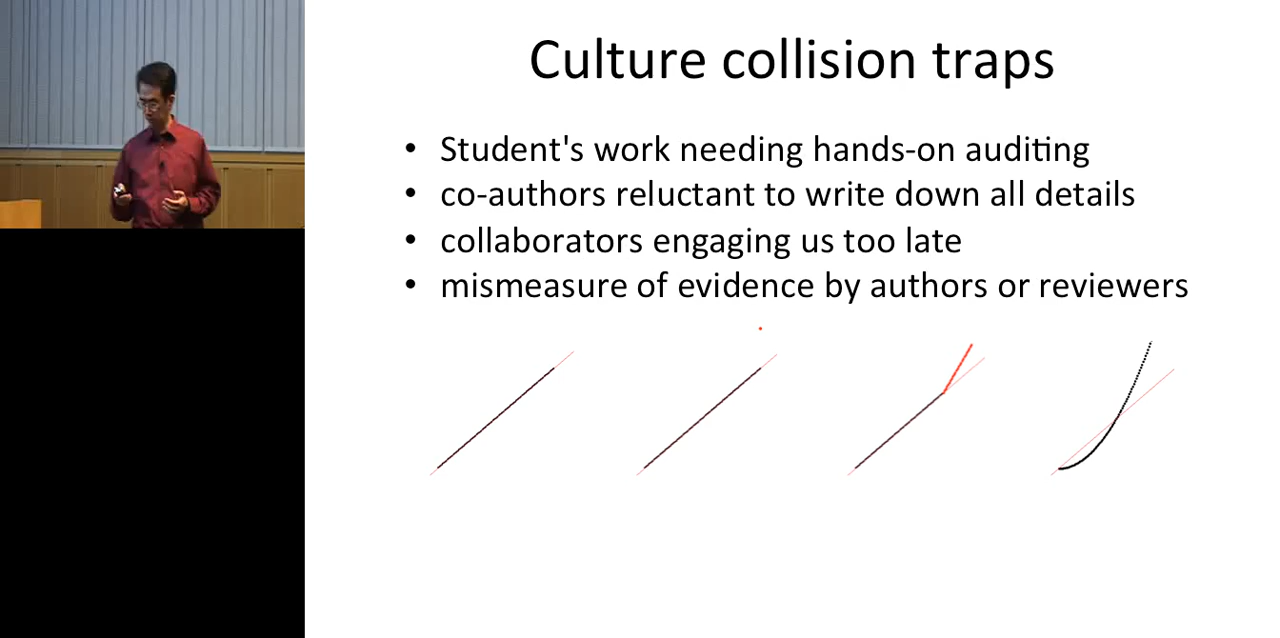 Culture collision traps
• Student's work needing hands-on auditing
• co-authors reluctant to write down all details
• collaborators engaging us too late
• mismeasure of evidence by authors or reviewers